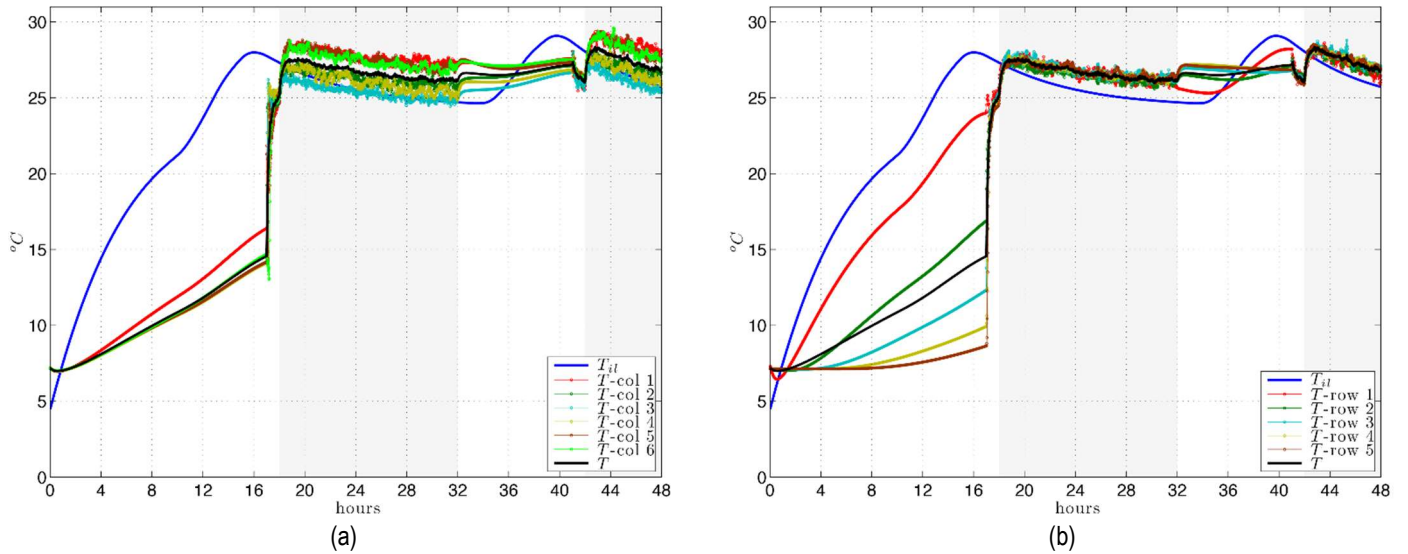 30
25
20
15
10
5
0
°C
0 4 8 12 16 20 24 28 32 36 40 44 48
hours
T_il
T-col 1
T-col 2
T-col 3
T-col 4
T-col 5
T-col 6
T
(a)
30
25
20
15
10
5
0
°C
0 4 8 12 16 20 24 28 32 36 40 44 48
hours
T_il
T-row 1
T-row 2
T-row 3
T-row 4
T-row 5
T
(b)